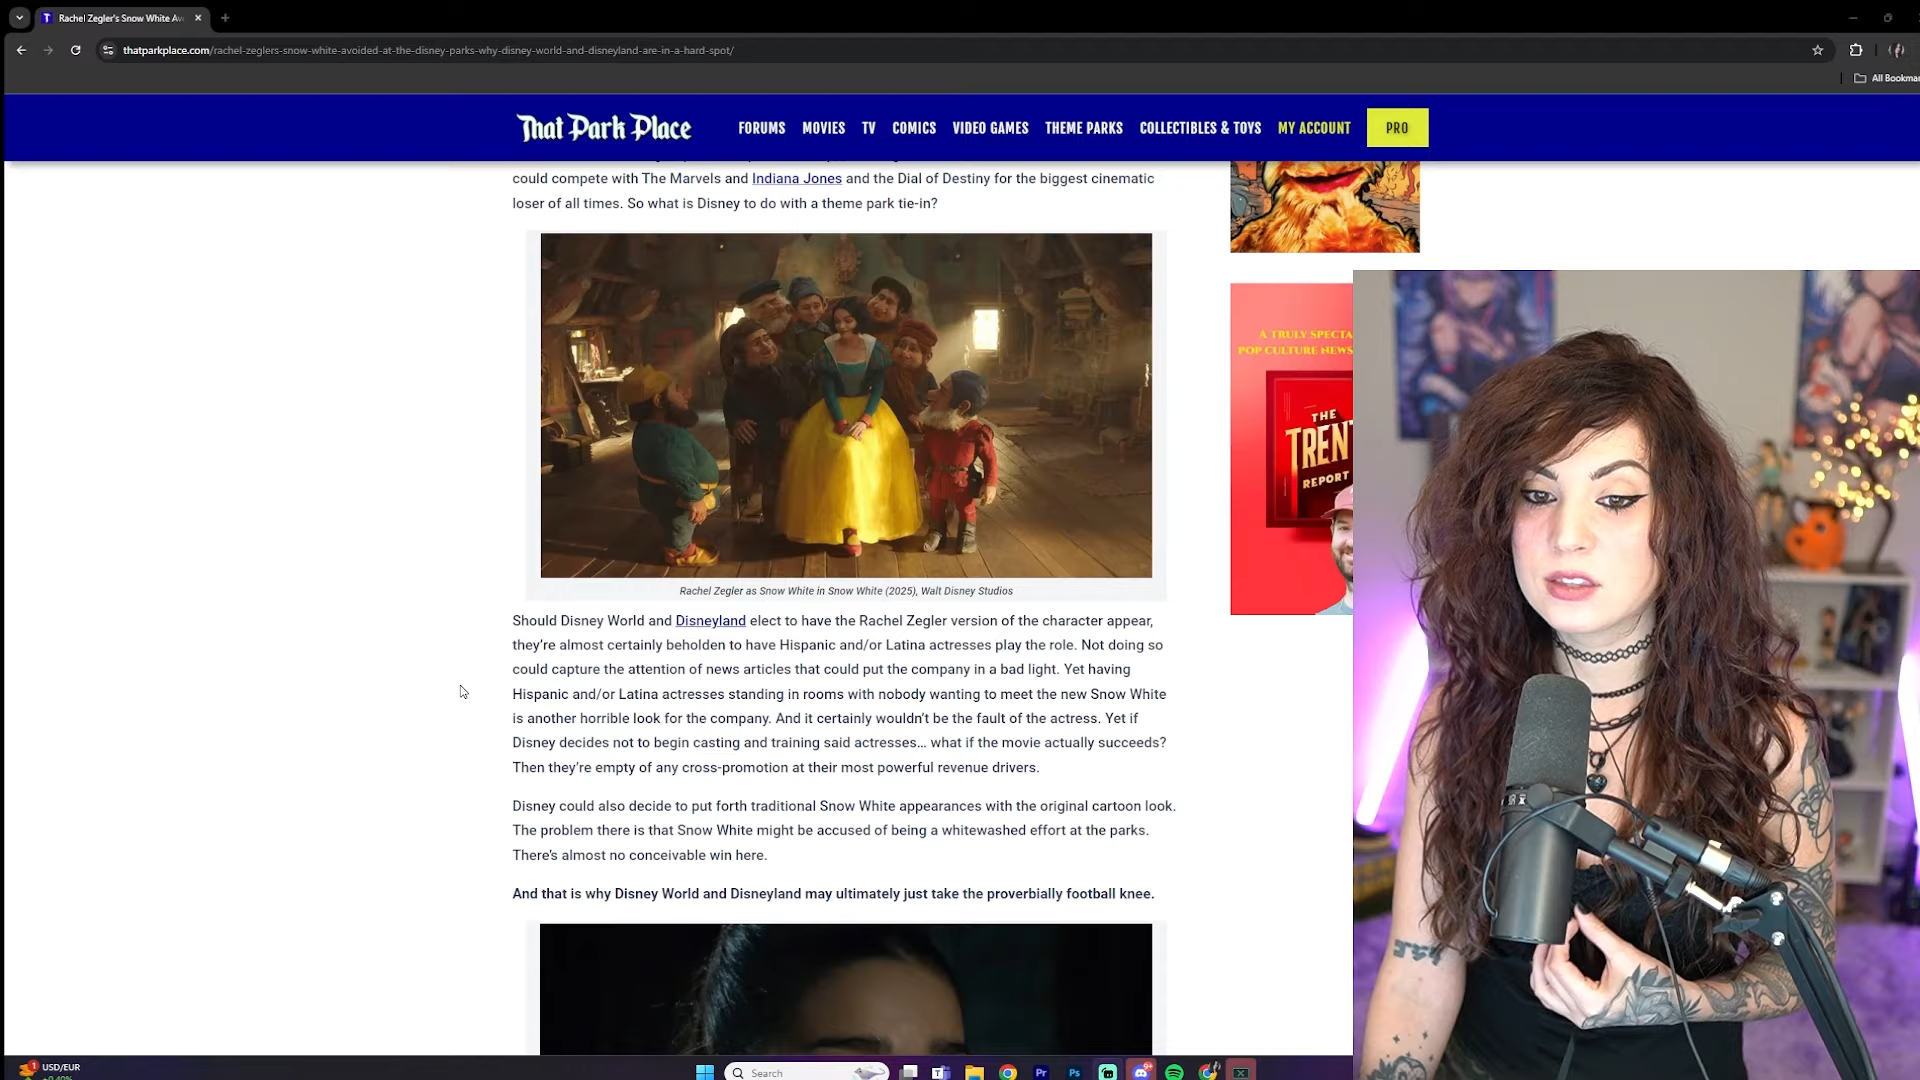 Rachel Zegler's Snow White Av
thatparkplace.com/rachel-zeglers-snow-white-avoided-at-the-disney-parks-why-disney-world-and-disneyland-are-in-a-hard-spot/
All Bookmar
That Park Place
FORUMS MOVIES TV COMICS VIDEO GAMES THEME PARKS COLLECTIBLES & TOYS MY ACCOUNT PRO
could compete with The Marvels and Indiana Jones and the Dial of Destiny for the biggest cinematic
loser of all times. So what is Disney to do with a theme park tie-in?
A TRULY SPECTA
POP CULTURE NEWS
THE
TREN
REPORT
Rachel Zegler as Snow White in Snow White (2025), Walt Disney Studios
Should Disney World and Disneyland elect to have the Rachel Zegler version of the character appear,
they're almost certainly beholden to have Hispanic and/or Latina actresses play the role. Not doing so
could capture the attention of news articles that could put the company in a bad light. Yet having
Hispanic and/or Latina actresses standing in rooms with nobody wanting to meet the new Snow White
is another horrible look for the company. And it certainly wouldn't be the fault of the actress. Yet if
Disney decides not to begin casting and training said actresses… what if the movie actually succeeds?
Then they're empty of any cross-promotion at their most powerful revenue drivers.
Disney could also decide to put forth traditional Snow White appearances with the original cartoon look.
The problem there is that Snow White might be accused of being a whitewashed effort at the parks.
There's almost no conceivable win here.
And that is why Disney World and Disneyland may ultimately just take the proverbially football knee.
1
USD/EUR
+0.40%
Search
Pr
Ps